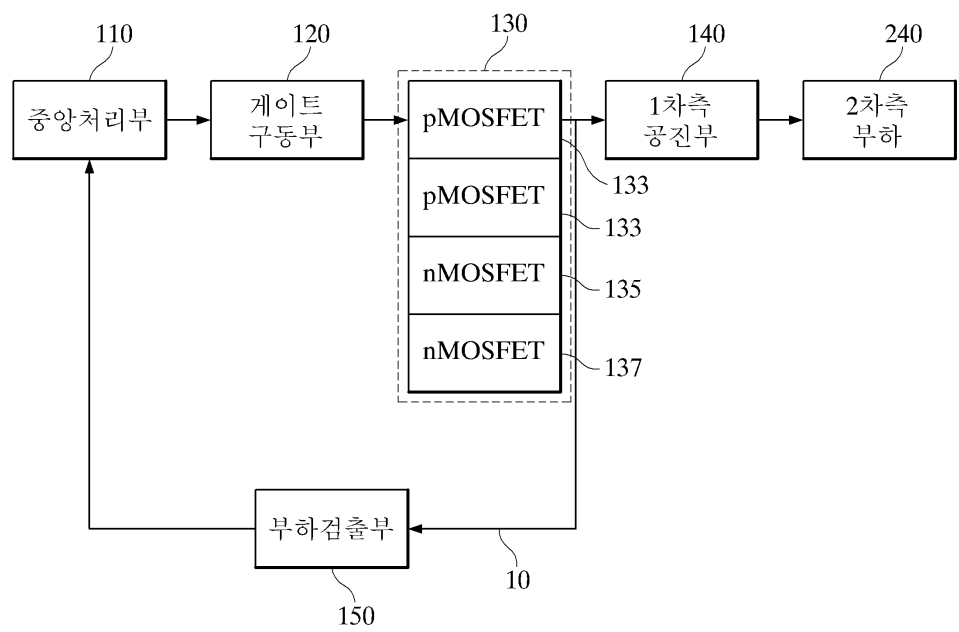 110
120
130
140
240
중앙처리부
게이트
구동부
pMOSFET
1차측
공진부
2차측
부하
133
pMOSFET
133
nMOSFET
135
nMOSFET
137
부하검출부
10
150